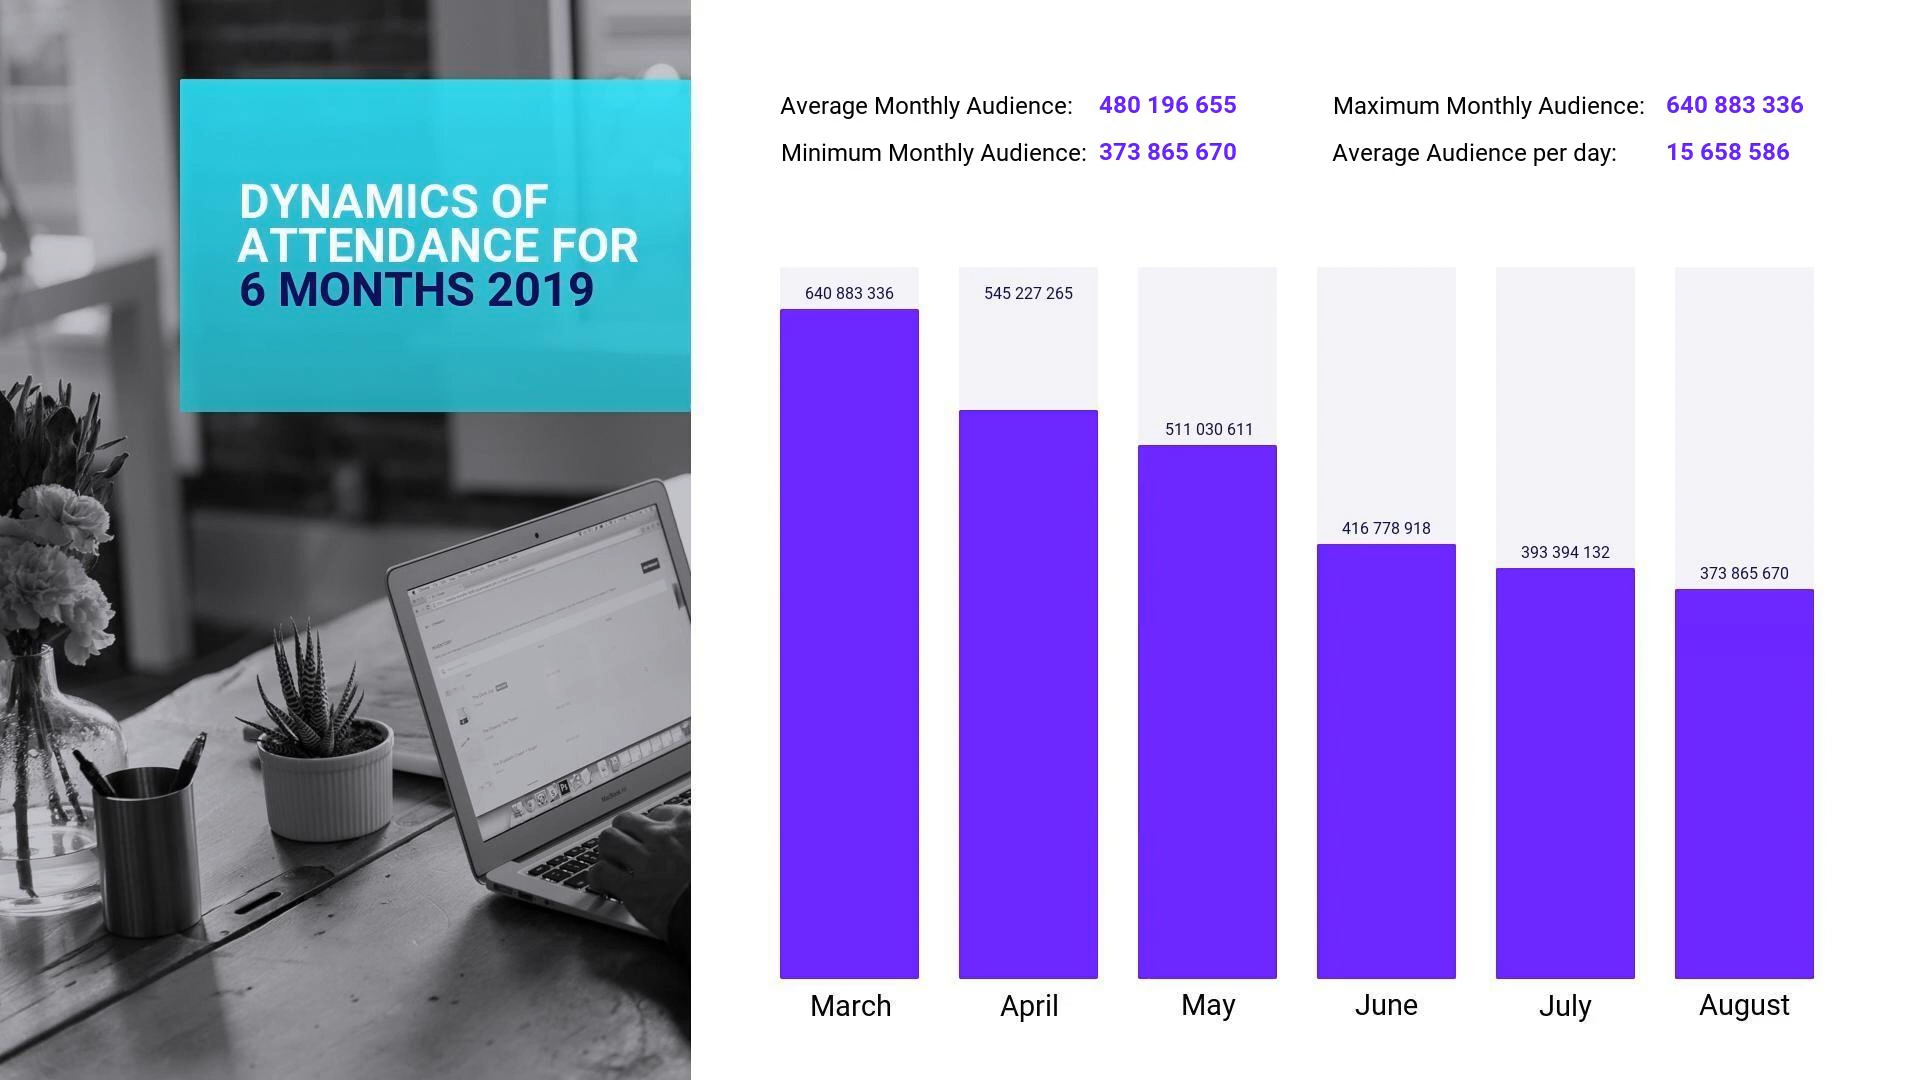 DYNAMICS OF
ATTENDANCE FOR
6 MONTHS 2019
Average Monthly Audience: 480 196 655
Minimum Monthly Audience: 373 865 670
Maximum Monthly Audience: 640 883 336
Average Audience per day: 15 658 586
640 883 336
545 227 265
511 030 611
416 778 918
393 394 132
373 865 670
March
April
May
June
July
August